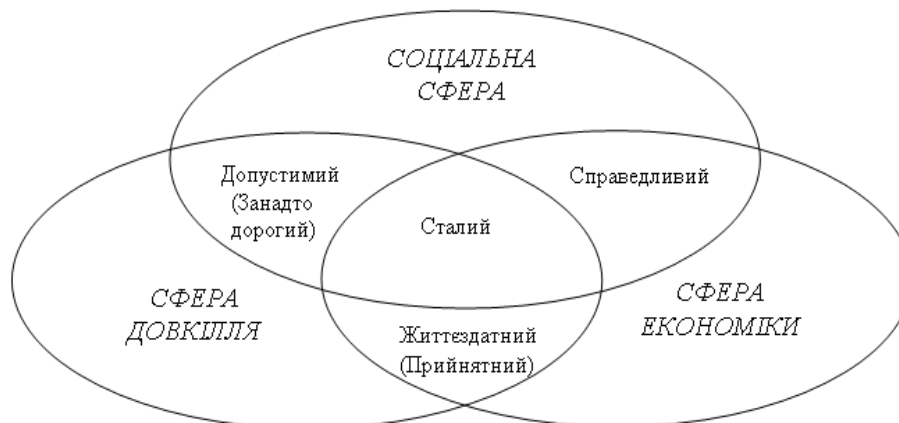 СОЦІАЛЬНА
СФЕРА
Допустимий
(Занадто
дорогий)
Справедливий
Сталий
СФЕРА
ДОВКІЛЛЯ
СФЕРА
ЕКОНОМІКИ
Життєздатний
(Прийнятний)